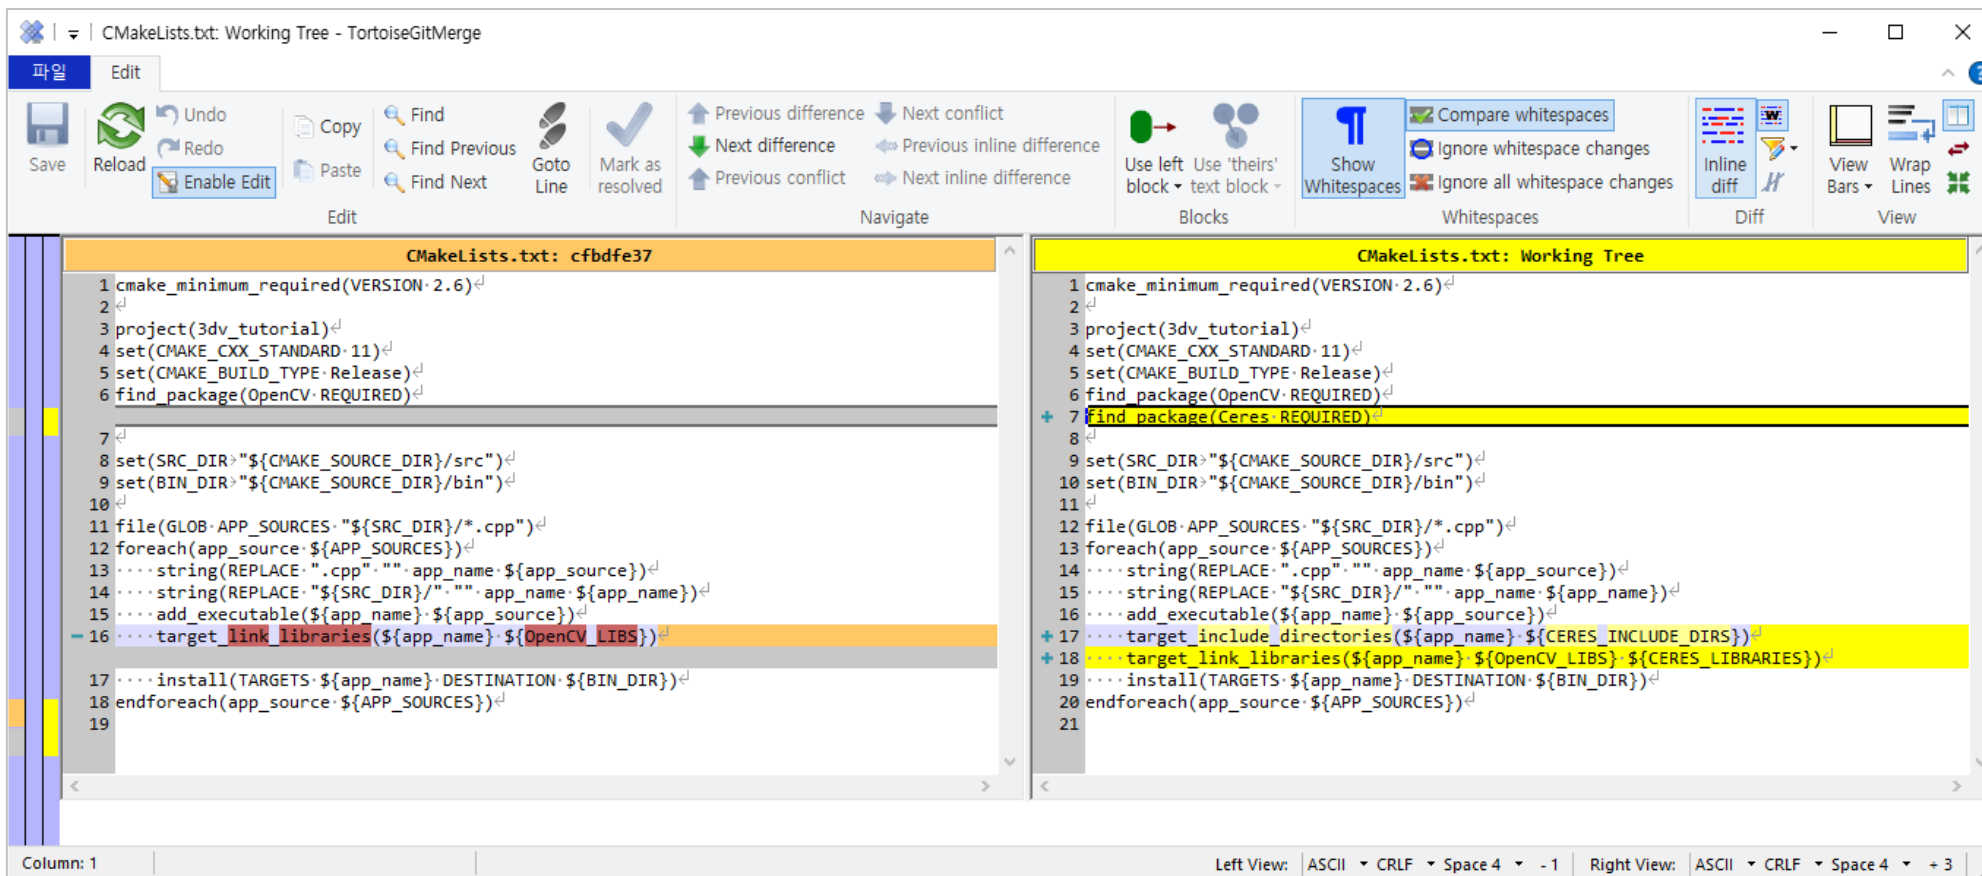 CMakeLists.txt: Working Tree - TortoiseGitMerge
파일 Edit
Save
Reload
Undo
Redo
Enable Edit
Copy
Paste
Find
Find Previous
Find Next
Goto Line
Mark as resolved
Edit
Previous difference
Next difference
Previous conflict
Next conflict
Previous inline difference
Next inline difference
Navigate
Use left block
Use 'theirs' text block
Blocks
Show Whitespaces
Compare whitespaces
Ignore whitespace changes
Ignore all whitespace changes
Whitespaces
Inline diff
Diff
View Bars
Wrap Lines
View
CMakeLists.txt: cfbdfe37
1 cmake_minimum_required(VERSION·2.6)
2
3 project(3dv_tutorial)
4 set(CMAKE_CXX_STANDARD·11)
5 set(CMAKE_BUILD_TYPE·Release)
6 find_package(OpenCV·REQUIRED)
7
8 set(SRC_DIR›"${CMAKE_SOURCE_DIR}/src")
9 set(BIN_DIR›"${CMAKE_SOURCE_DIR}/bin")
10
11 file(GLOB·APP_SOURCES·"${SRC_DIR}/*.cpp")
12 foreach(app_source·${APP_SOURCES})
13 ····string(REPLACE·".cpp"·""·app_name·${app_source})
14 ····string(REPLACE·"${SRC_DIR}/"·""·app_name·${app_name})
15 ····add_executable(${app_name}·${app_source})
16 ····target_link_libraries(${app_name}·${OpenCV_LIBS})
17 ····install(TARGETS·${app_name}·DESTINATION·${BIN_DIR})
18 endforeach(app_source·${APP_SOURCES})
19
CMakeLists.txt: Working Tree
1 cmake_minimum_required(VERSION·2.6)
2
3 project(3dv_tutorial)
4 set(CMAKE_CXX_STANDARD·11)
5 set(CMAKE_BUILD_TYPE·Release)
6 find_package(OpenCV·REQUIRED)
7 find_package(Ceres·REQUIRED)
8
9 set(SRC_DIR›"${CMAKE_SOURCE_DIR}/src")
10 set(BIN_DIR›"${CMAKE_SOURCE_DIR}/bin")
11
12 file(GLOB·APP_SOURCES·"${SRC_DIR}/*.cpp")
13 foreach(app_source·${APP_SOURCES})
14 ····string(REPLACE·".cpp"·""·app_name·${app_source})
15 ····string(REPLACE·"${SRC_DIR}/"·""·app_name·${app_name})
16 ····add_executable(${app_name}·${app_source})
17 ····target_include_directories(${app_name}·${CERES_INCLUDE_DIRS})
18 ····target_link_libraries(${app_name}·${OpenCV_LIBS}·${CERES_LIBRARIES})
19 ····install(TARGETS·${app_name}·DESTINATION·${BIN_DIR})
20 endforeach(app_source·${APP_SOURCES})
21
Column: 1
Left View: ASCII CRLF Space 4 - 1 Right View: ASCII CRLF Space 4 + 3